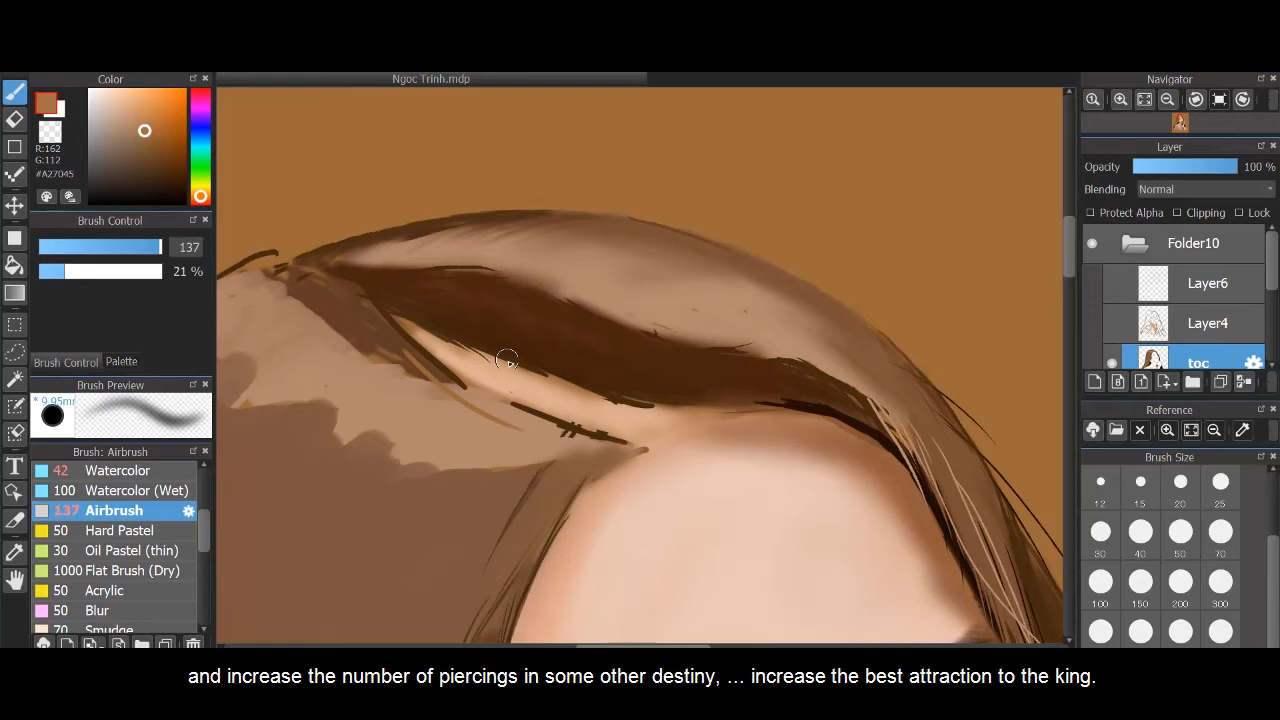 Color
Ngoc Trinh.mdp
Navigator
R:162
G:112
#A27045
Layer
Opacity
100 %
Blending
Normal
Protect Alpha
Clipping
Lock
Brush Control
137
21 %
Folder10
Layer6
Layer4
toc
Brush Control
Palette
Brush Preview
* 9.95m
Reference
Brush: Airbrush
Brush Size
42 Watercolor
100 Watercolor (Wet)
137 Airbrush
50 Hard Pastel
30 Oil Pastel (thin)
1000 Flat Brush (Dry)
50 Acrylic
50 Blur
70 Smudge
12 15 20 25
30 40 50 70
100 150 200 300
and increase the number of piercings in some other destiny, ... increase the best attraction to the king.